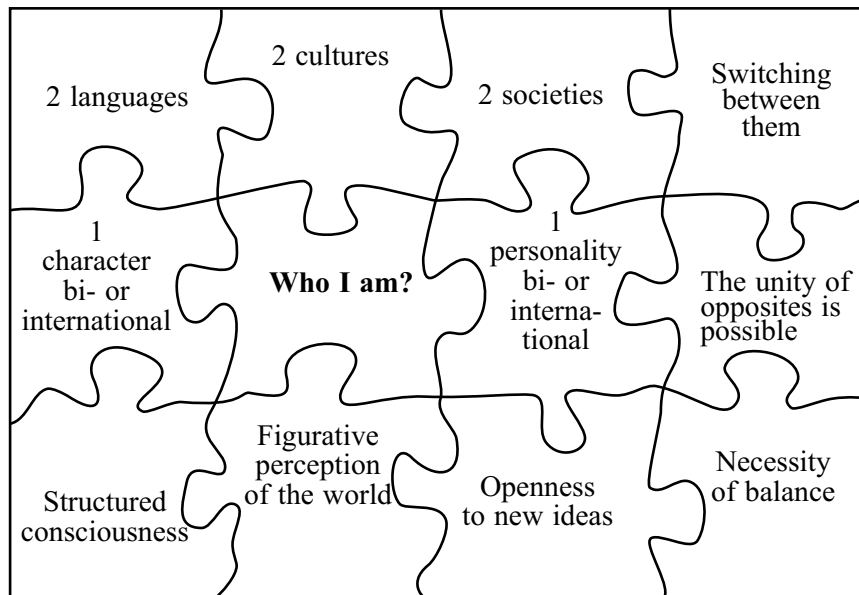 2 languages
2 cultures
2 societies
Switching
between
them
1
character
bi- or
international
Who I am?
1
personality
bi- or
interna-
tional
The unity of
opposites is
possible
Structured
consciousness
Figurative
perception
of the world
Openness
to new ideas
Necessity
of balance